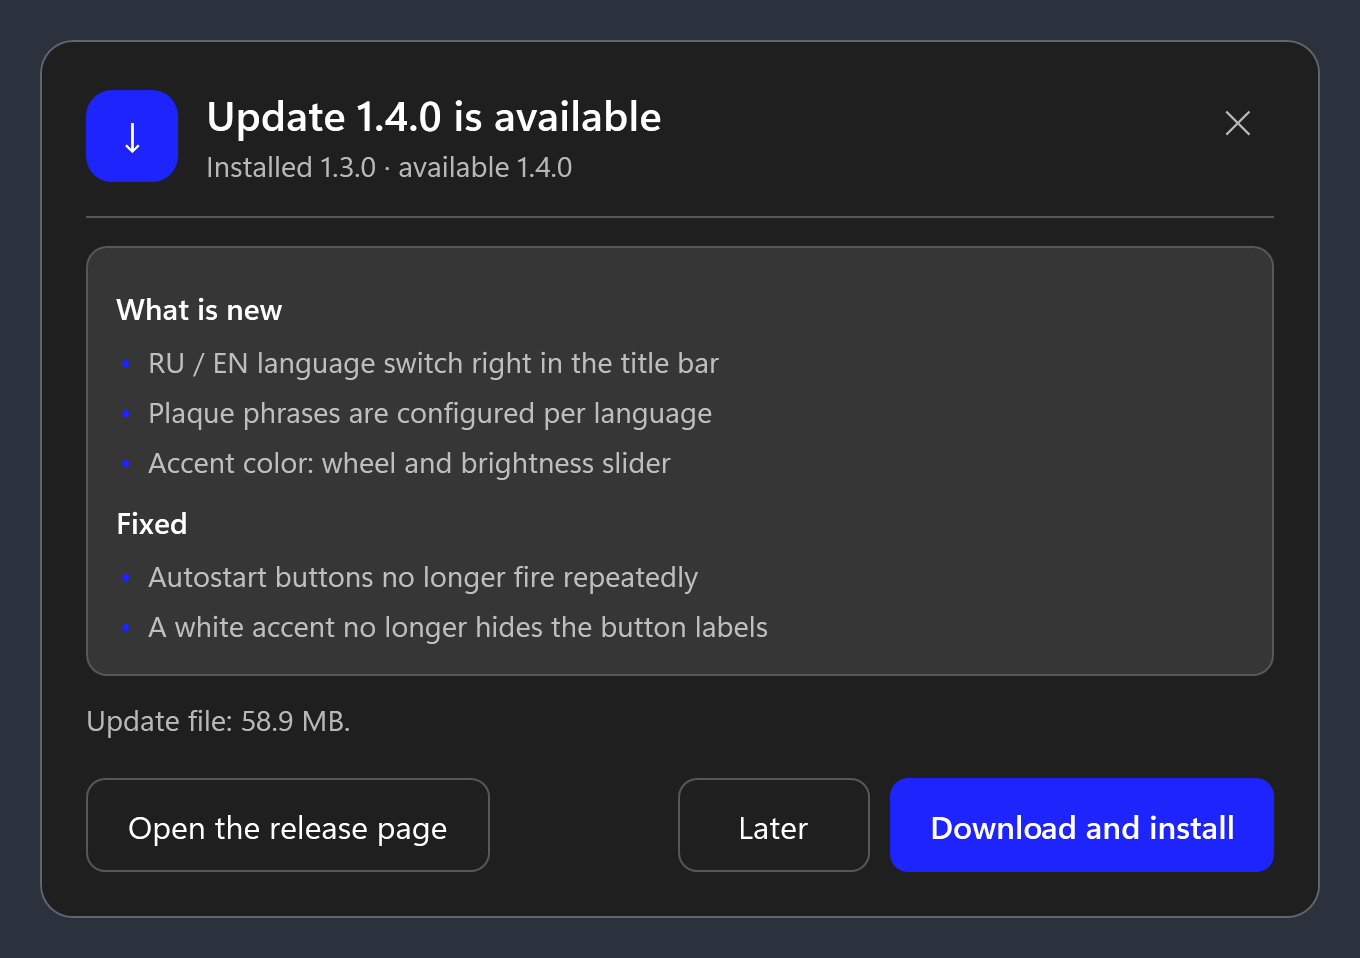 Update 1.4.0 is available
Installed 1.3.0 · available 1.4.0
What is new
• RU / EN language switch right in the title bar
• Plaque phrases are configured per language
• Accent color: wheel and brightness slider
Fixed
• Autostart buttons no longer fire repeatedly
• A white accent no longer hides the button labels
Update file: 58.9 MB.
Open the release page
Later
Download and install